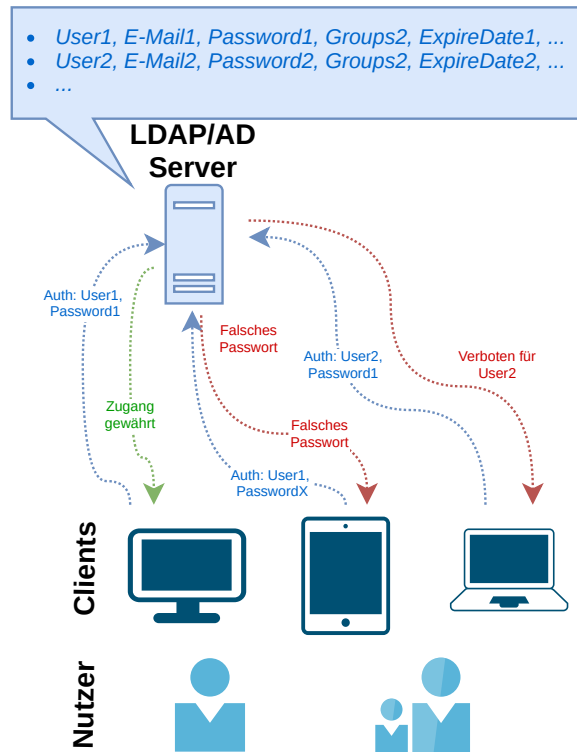 User1, E-Mail1, Password1, Groups2, ExpireDate1, ...
User2, E-Mail2, Password2, Groups2, ExpireDate2, ...
...
LDAP/AD
Server
Auth: User1,
Password1
Falsches
Passwort
Auth: User2,
Password1
Verboten für
User2
Zugang
gewährt
Falsches
Passwort
Auth: User1,
PasswordX
Clients
Nutzer